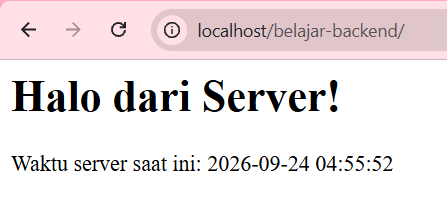 localhost/belajar-backend/
Halo dari Server!
Waktu server saat ini: 2026-09-24 04:55:52